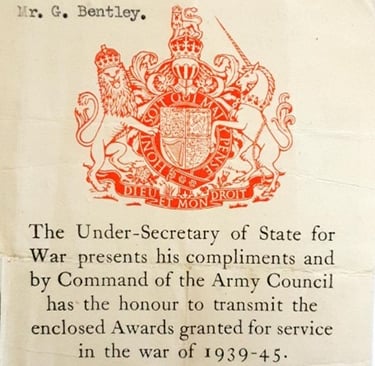 Mr. G. Bentley.
HONI SOIT QUI MAL Y PENSE
DIEU ET MON DROIT
The Under-Secretary of State for
War presents his compliments and
by Command of the Army Council
has the honour to transmit the
enclosed Awards granted for service
in the war of 1939-45.